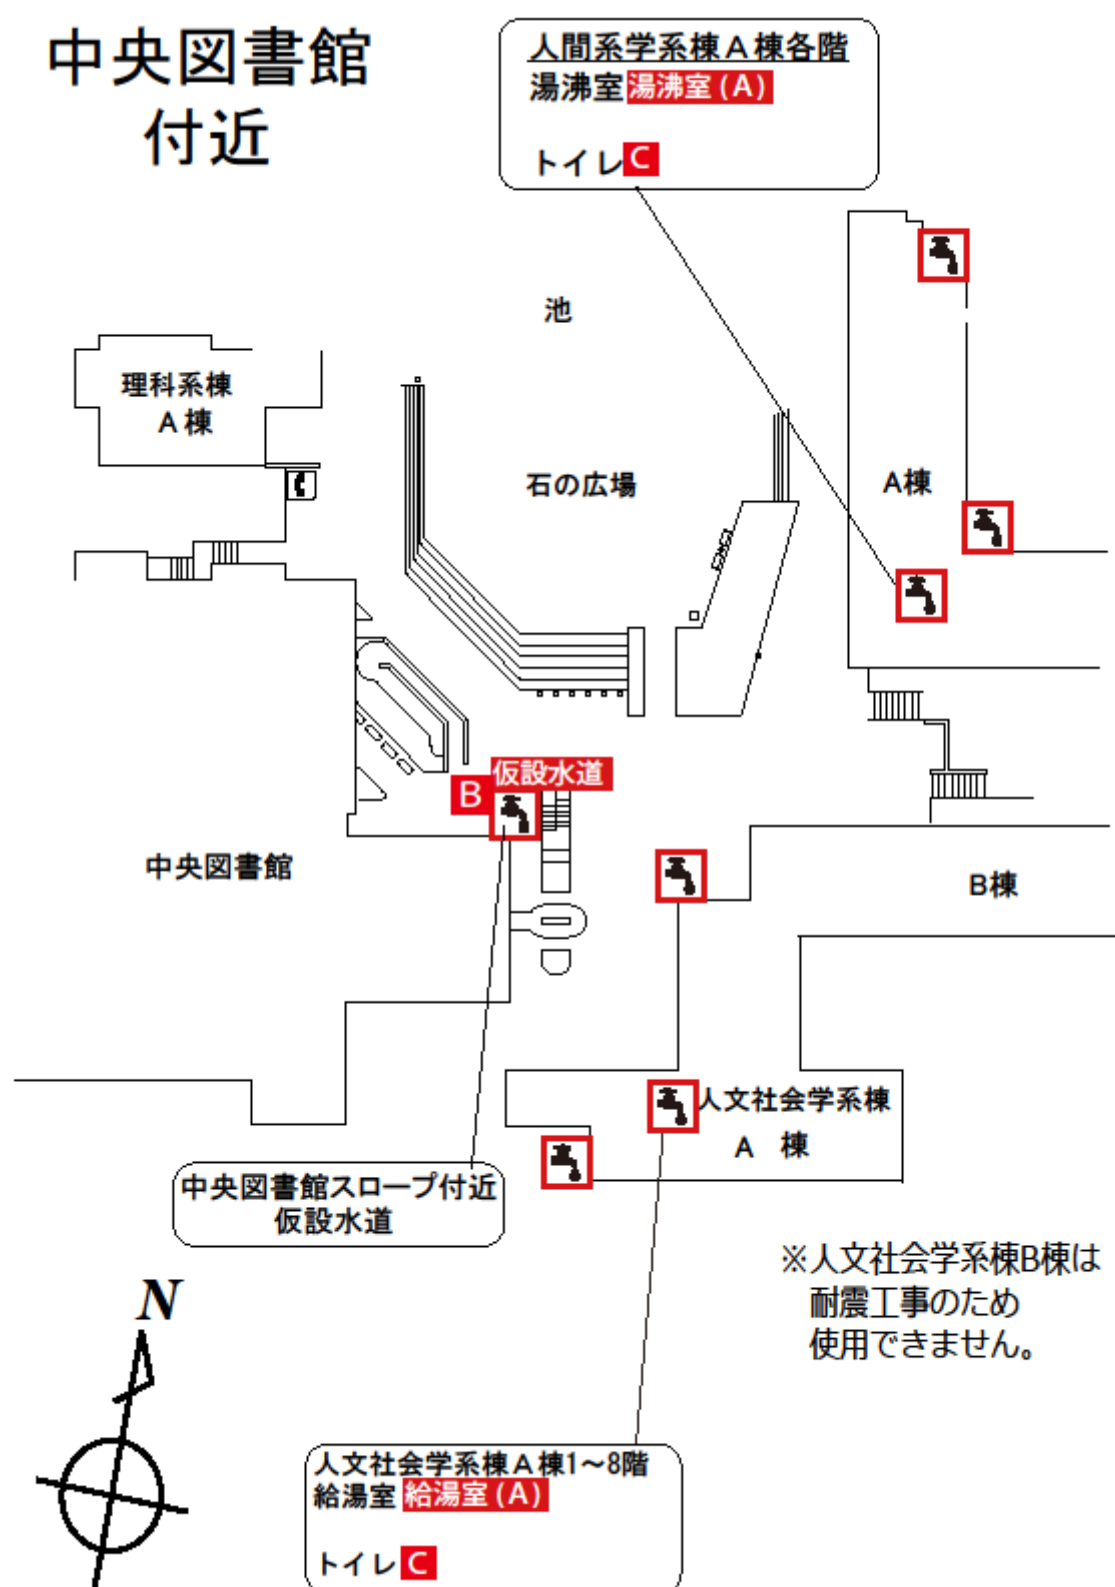 中央図書館
付近
人間系学系棟A棟各階
湯沸室 湯沸室(A)
トイレ C
池
理科系棟
A棟
石の広場
A棟
仮設水道
B
中央図書館
B棟
人文社会学系棟
A 棟
中央図書館スロープ付近
仮設水道
※人文社会学系棟B棟は
耐震工事のため
使用できません。
N
人文社会学系棟A棟1～8階
給湯室 給湯室(A)
トイレ C